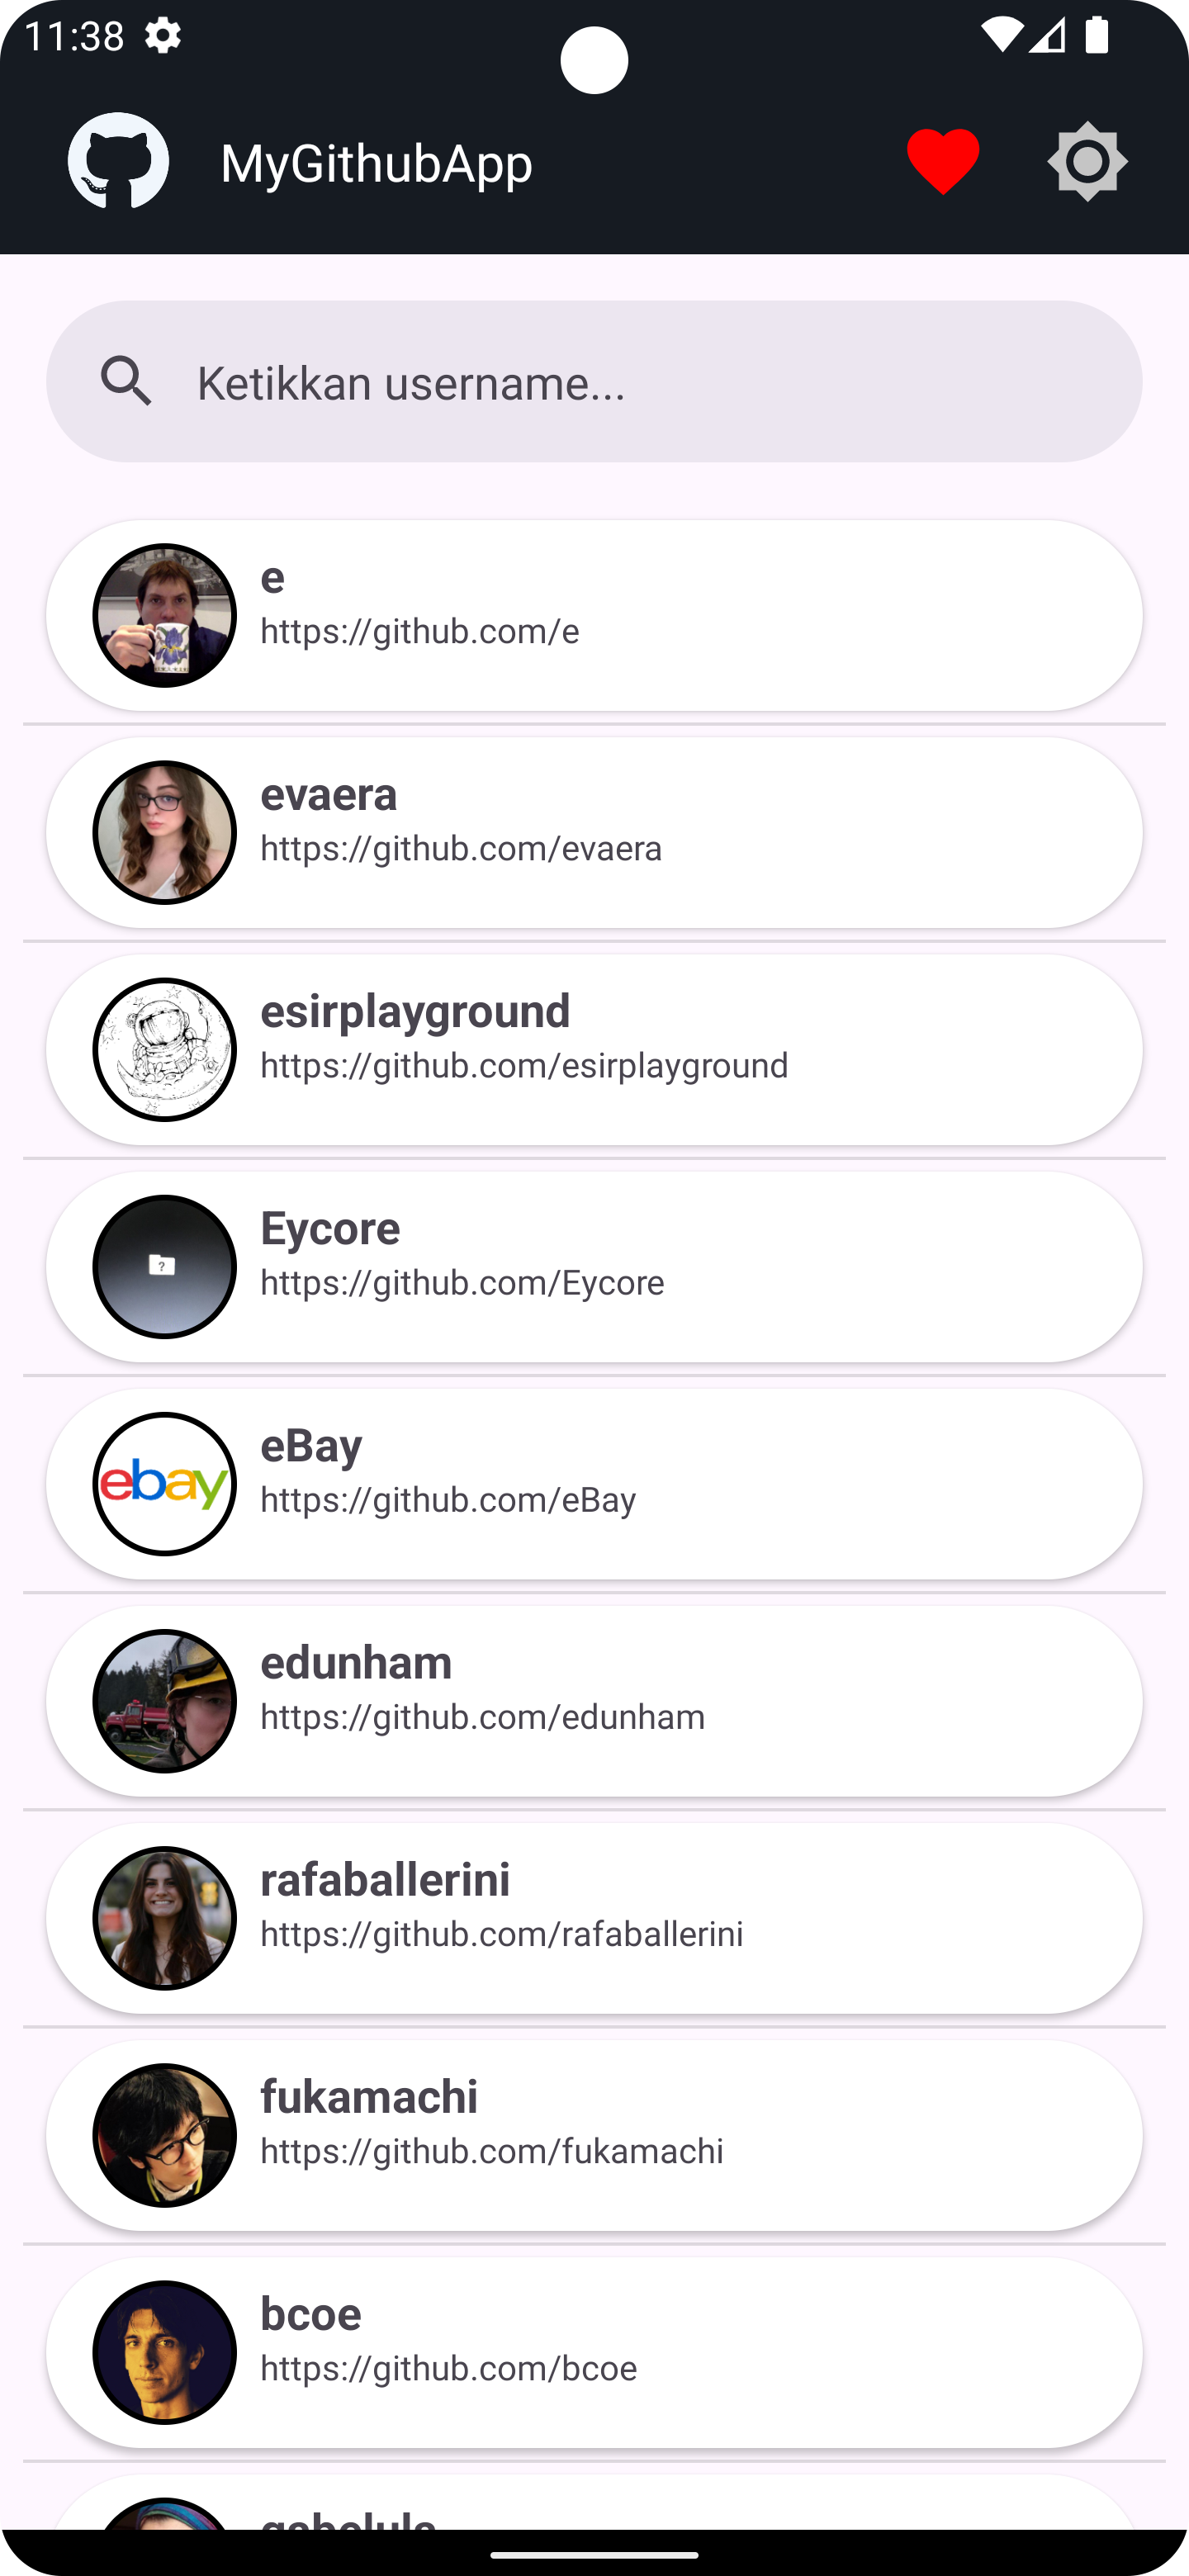 11:38
MyGithubApp
Ketikkan username...
e
https://github.com/e
evaera
https://github.com/evaera
esirplayground
https://github.com/esirplayground
Eycore
https://github.com/Eycore
?
ebay
eBay
https://github.com/eBay
edunham
https://github.com/edunham
rafaballerini
https://github.com/rafaballerini
fukamachi
https://github.com/fukamachi
bcoe
https://github.com/bcoe